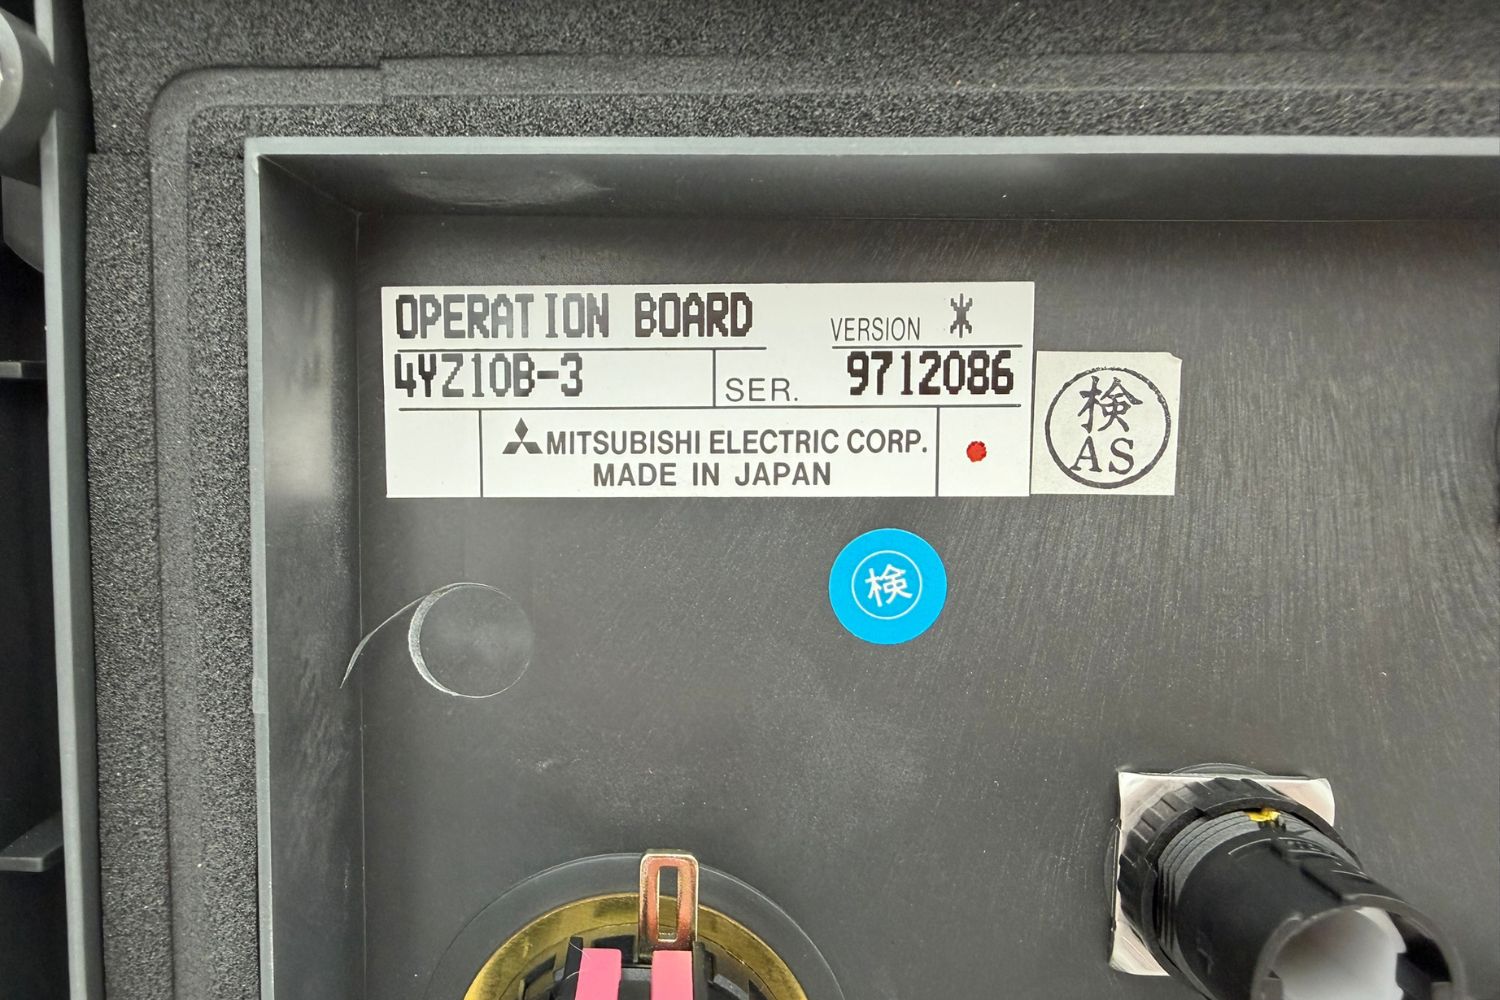 OPERATION BOARD
VERSION *
4YZ10B-3
SER. 9712086
MITSUBISHI ELECTRIC CORP.
MADE IN JAPAN
検
AS
検